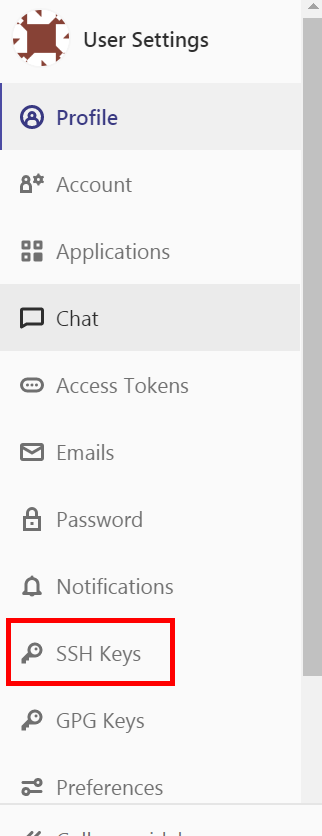 User Settings
Profile
Account
Applications
Chat
Access Tokens
Emails
Password
Notifications
SSH Keys
GPG Keys
Preferences